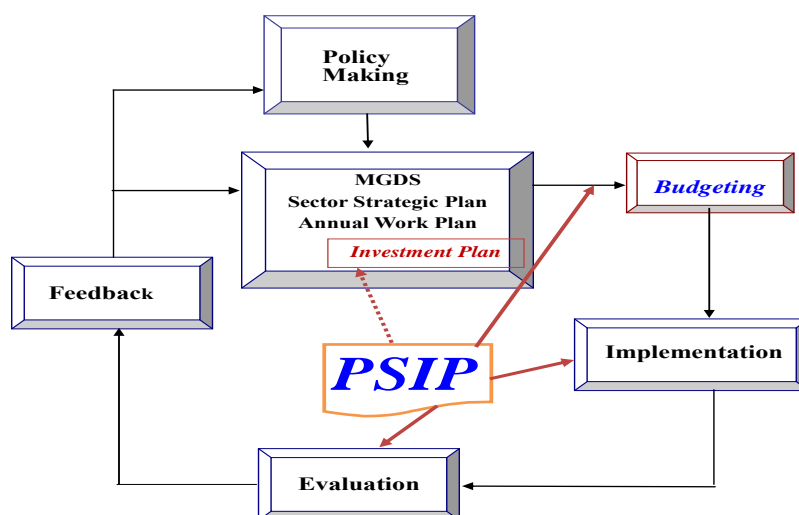 Policy
Making
MGDS
Sector Strategic Plan
Annual Work Plan
Investment Plan
Budgeting
Feedback
Implementation
PSIP
Evaluation